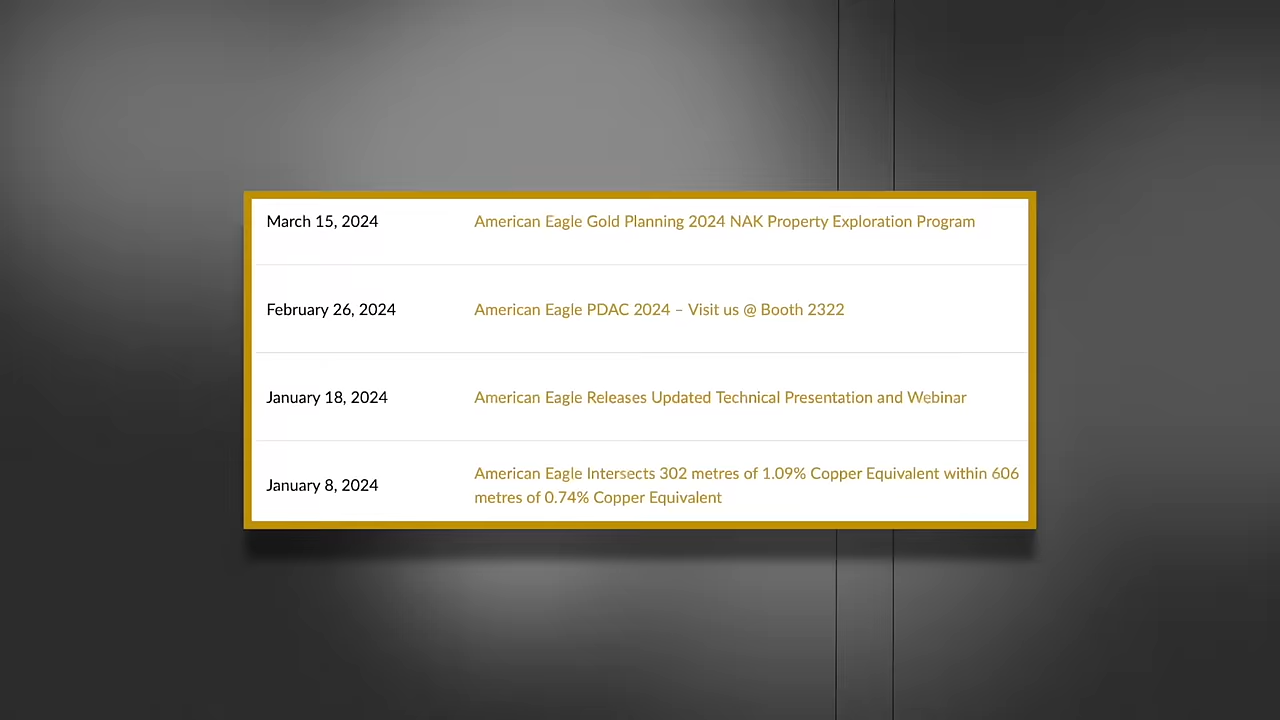 March 15, 2024 American Eagle Gold Planning 2024 NAK Property Exploration Program
February 26, 2024 American Eagle PDAC 2024 – Visit us @ Booth 2322
January 18, 2024 American Eagle Releases Updated Technical Presentation and Webinar
January 8, 2024 American Eagle Intersects 302 metres of 1.09% Copper Equivalent within 606
metres of 0.74% Copper Equivalent